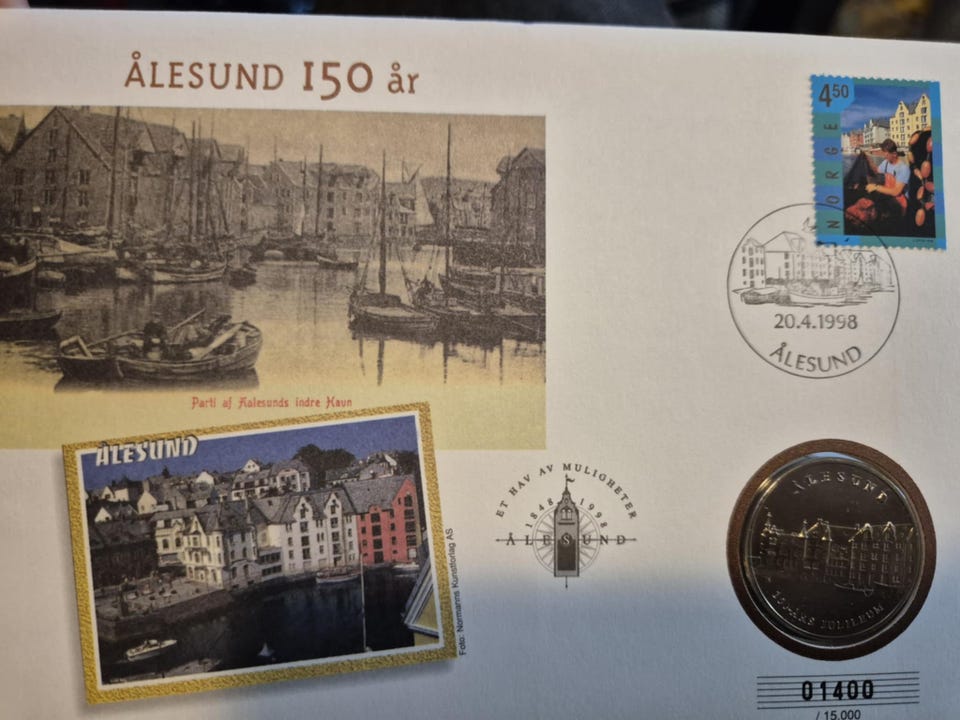 ÅLESUND 150 år
4 50
NORGE
20.4.1998
ÅLESUND
Parti af Aalesunds indre Havn
ÅLESUND
Foto: Normanns Kunstforlag AS
ET HAV AV MULIGHETER
1848 1998
ÅLESUND
ÅLESUND
150-ÅRS JUBILEUM
01400
/ 15.000